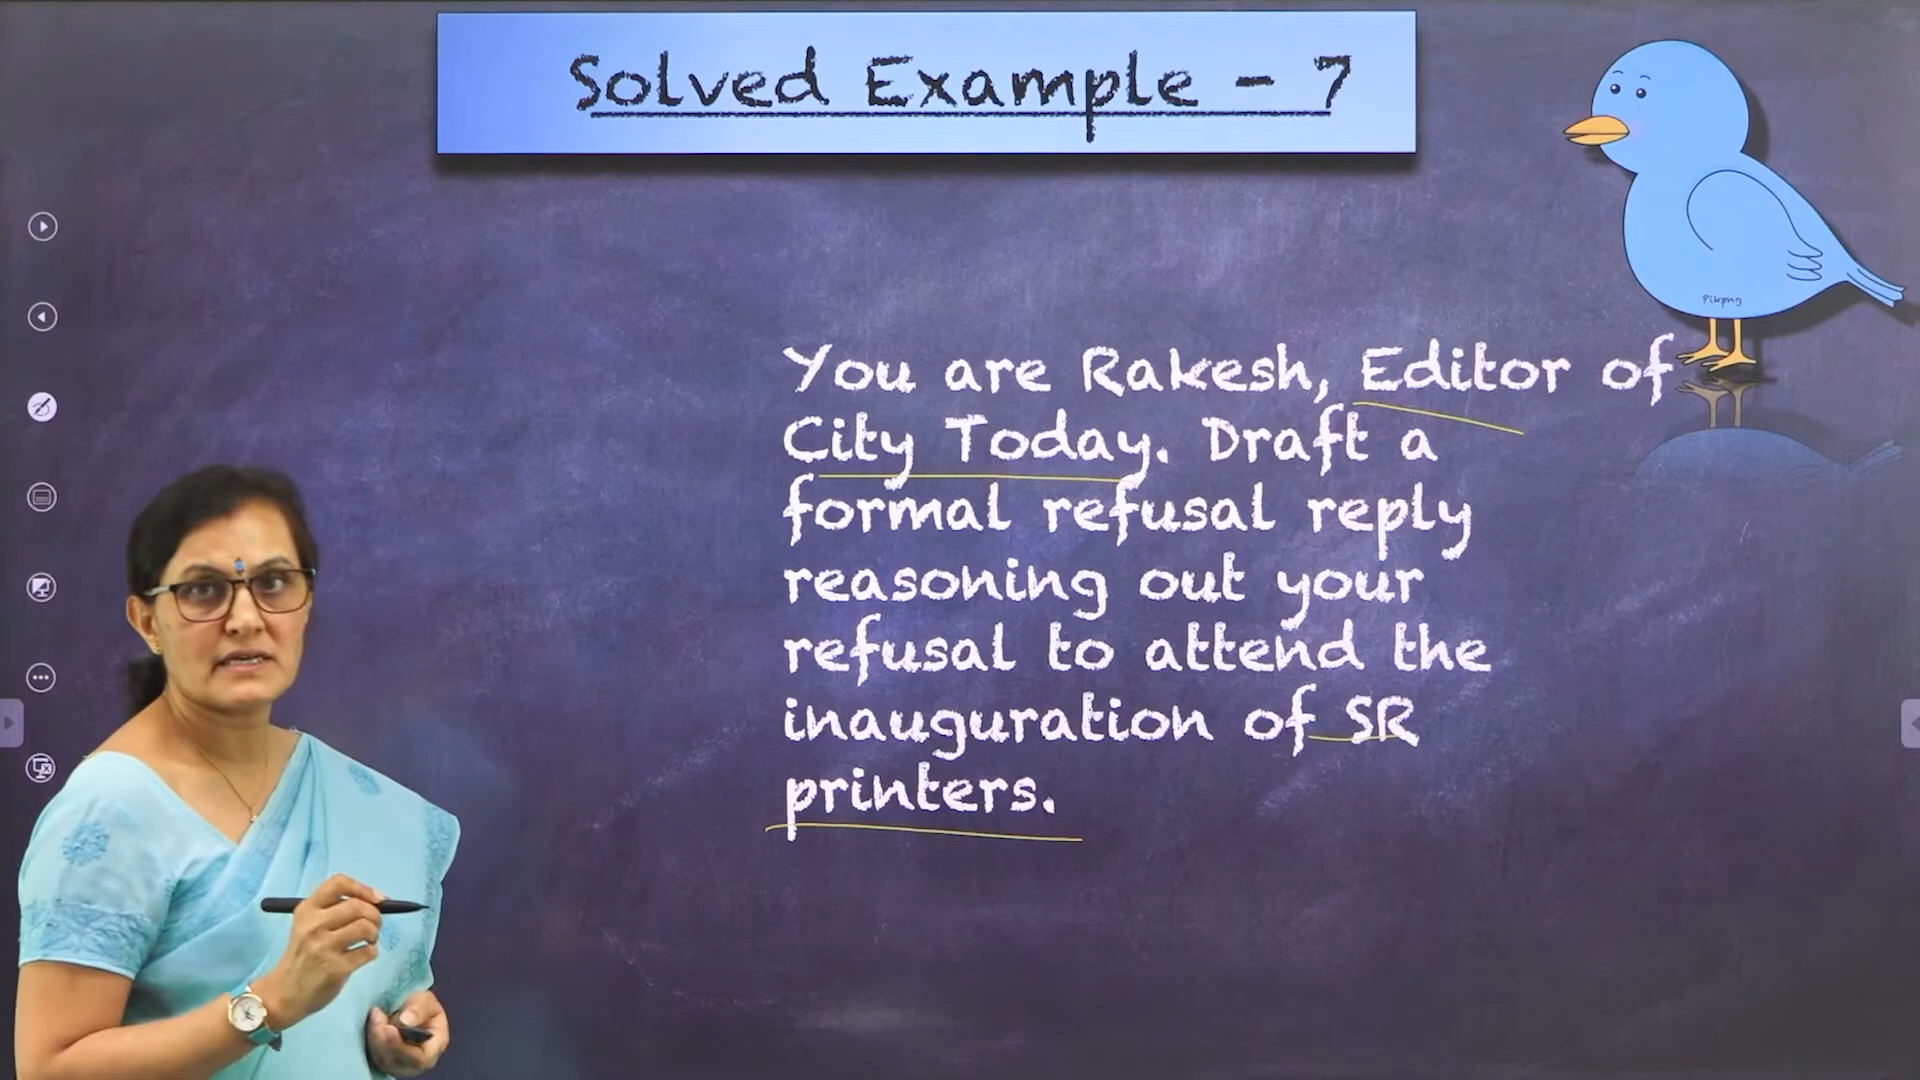 Solved Example - 7
Pikpng
You are Rakesh, Editor of
City Today. Draft a
formal refusal reply
reasoning out your
refusal to attend the
inauguration of SR
printers.